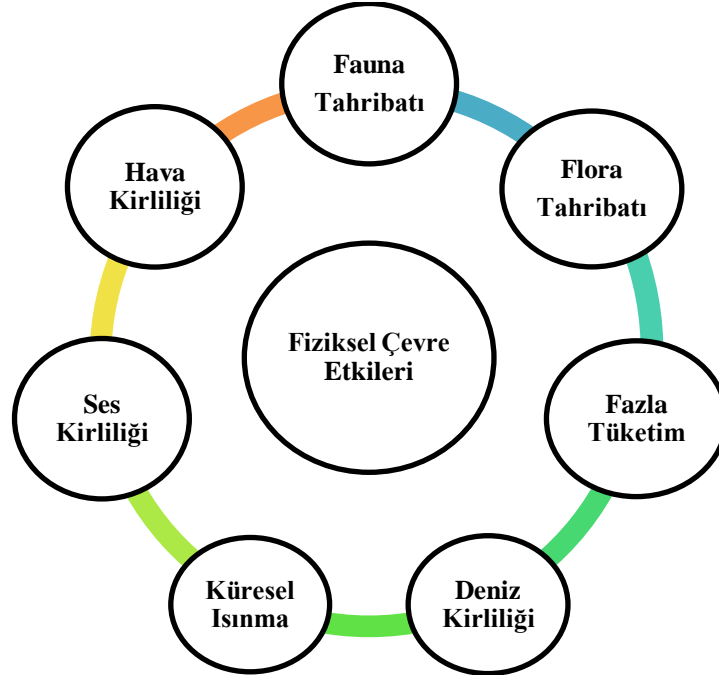 Fauna
Tahribatı
Flora
Tahribatı
Fazla
Tüketim
Deniz
Kirliliği
Küresel
Isınma
Ses
Kirliliği
Hava
Kirliliği
Fiziksel Çevre
Etkileri